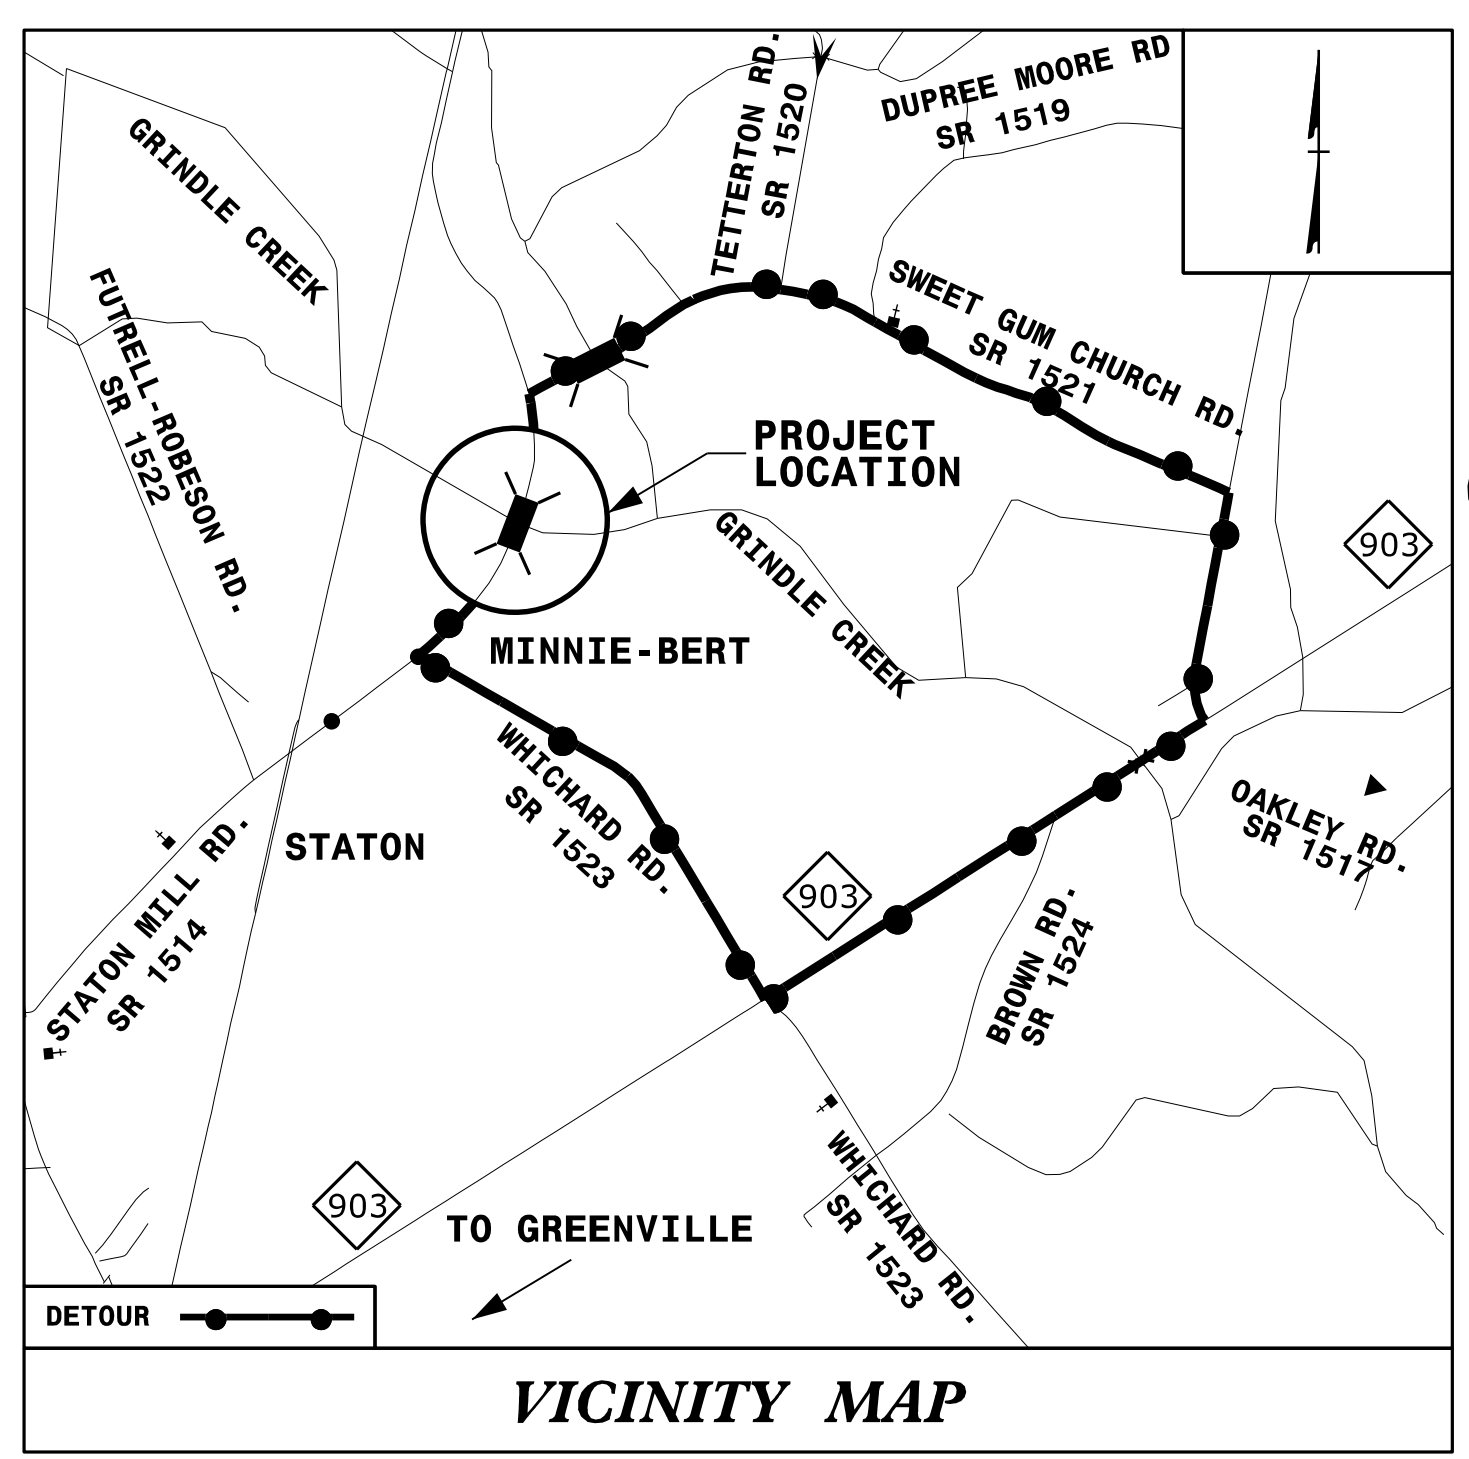 TETTERTON RD.
SR 1520
DUPREE MOORE RD
SR 1519
GRINDLE CREEK
FUTRELL-ROBESON RD.
SR 1522
SWEET GUM CHURCH RD.
SR 1521
PROJECT
LOCATION
903
GRINDLE CREEK
MINNIE-BERT
WHICHARD RD.
SR 1523
STATON
OAKLEY RD.
SR 1517
903
STATON MILL RD.
SR 1514
BROWN RD.
SR 1524
903
TO GREENVILLE
WHICHARD RD.
SR 1523
DETOUR
VICINITY MAP